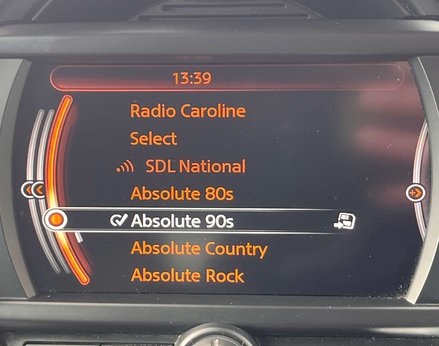 13:39
Radio Caroline
Select
SDL National
Absolute 80s
Absolute 90s
Absolute Country
Absolute Rock